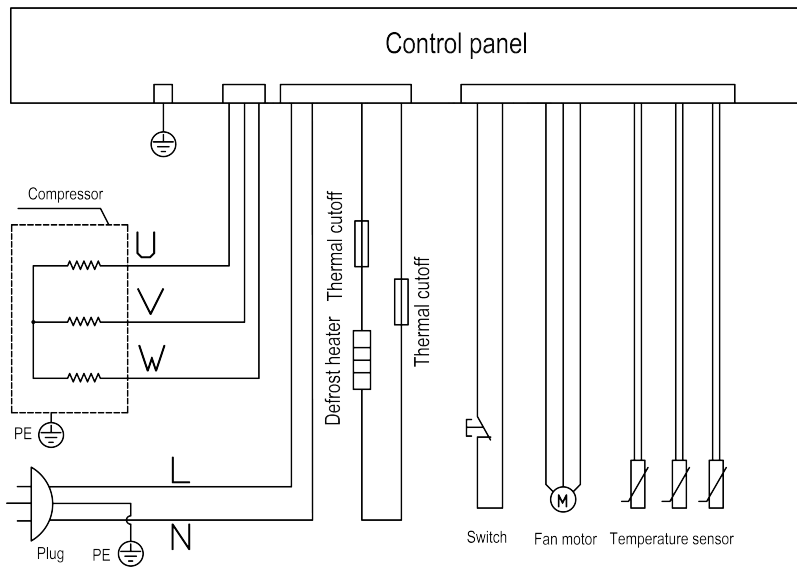 Control panel
Compressor
U
V
W
PE
Thermal cutoff
Thermal cutoff
Defrost heater
L
N
Plug
PE
M
Switch
Fan motor
Temperature sensor